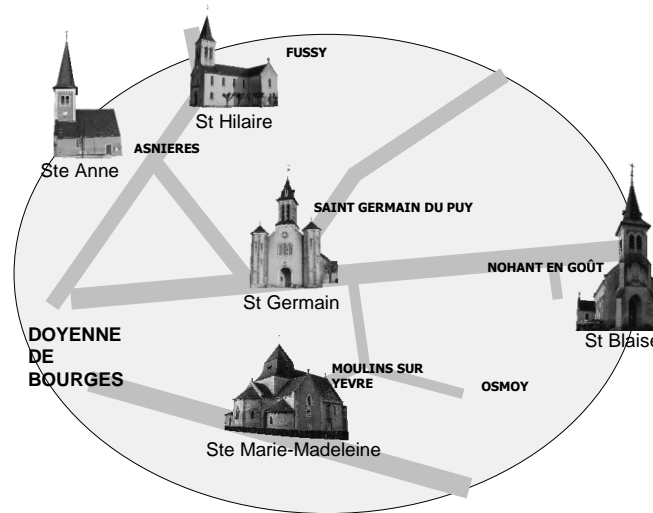 FUSSY
St Hilaire
ASNIERES
Ste Anne
SAINT GERMAIN DU PUY
NOHANT EN GOÛT
St Germain
St Blaise
DOYENNE
DE
BOURGES
MOULINS SUR
YEVRE
OSMOY
Ste Marie-Madeleine